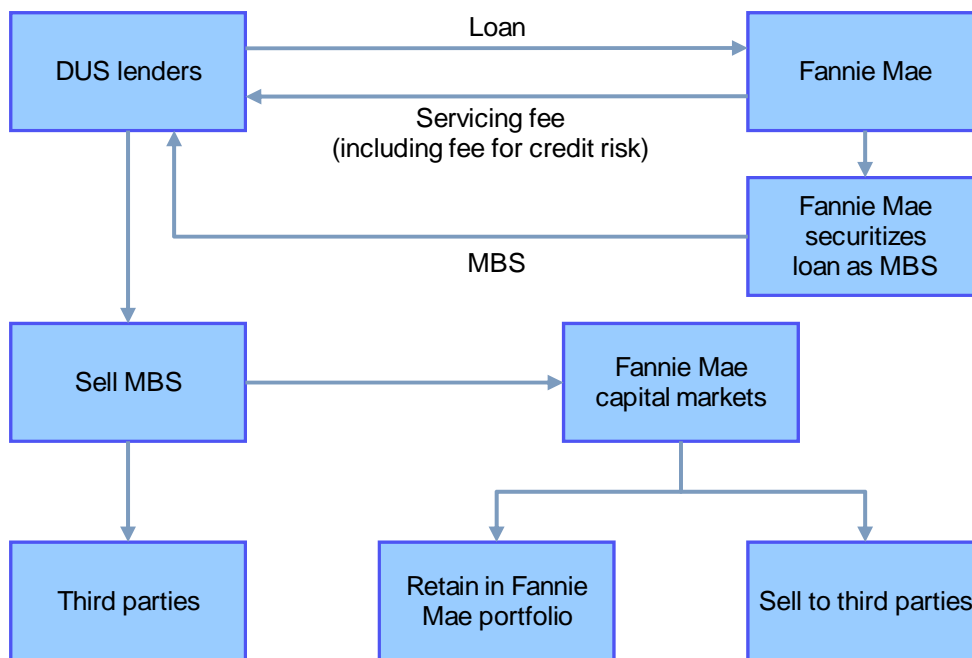 Loan
DUS lenders
Fannie Mae
Servicing fee
(including fee for credit risk)
Fannie Mae
securitizes
loan as MBS
MBS
Sell MBS
Fannie Mae
capital markets
Third parties
Retain in Fannie
Mae portfolio
Sell to third parties